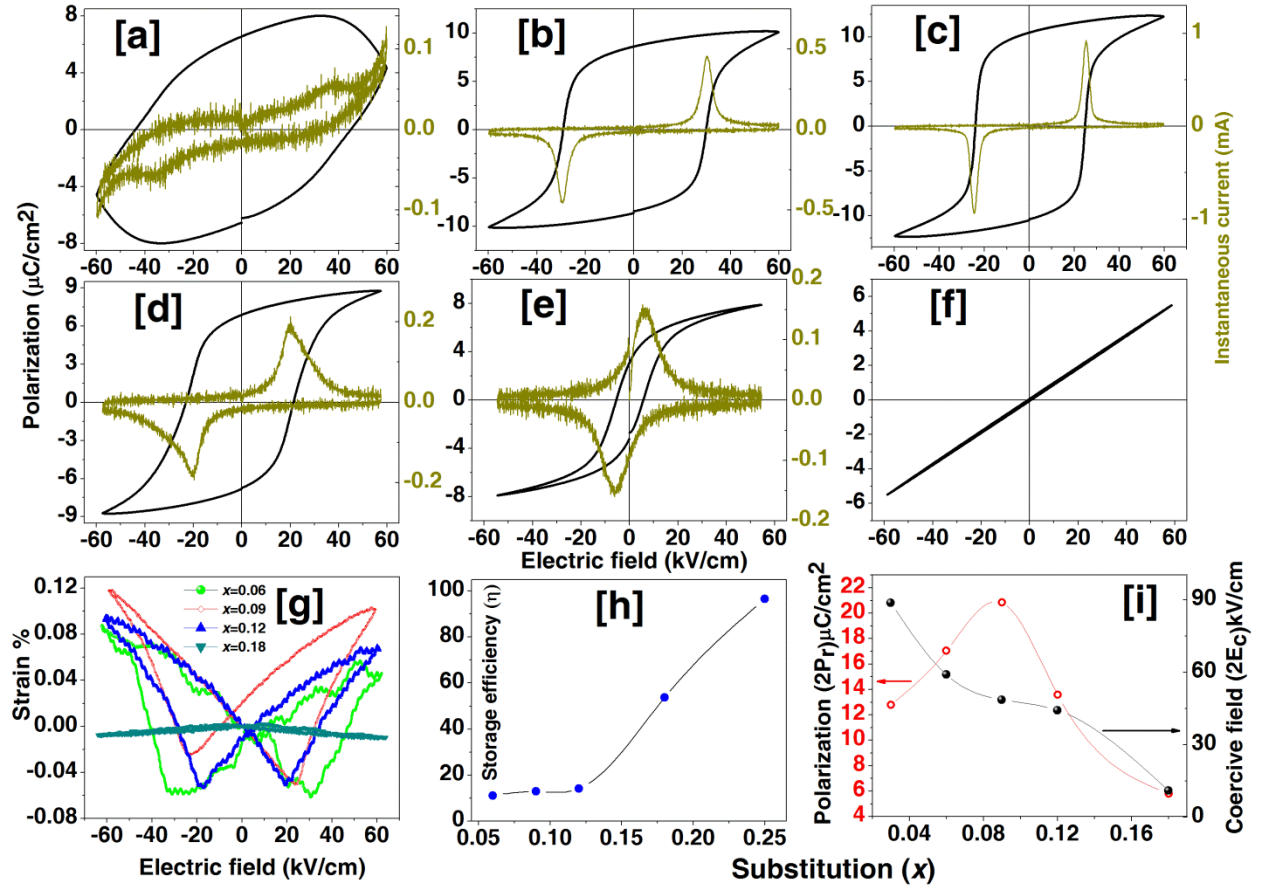 [a]
8
4
0
-4
-8
0.1
0.0
-0.1
-60 -40 -20 0 20 40 60
[b]
10
5
0
-5
-10
0.5
0.0
-0.5
-60 -40 -20 0 20 40 60
[c]
10
5
0
-5
-10
1
0
-1
-60 -40 -20 0 20 40 60
Polarization (μC/cm2)
Instantaneous current (mA)
[d]
9
6
3
0
-3
-6
-9
0.2
0.0
-0.2
-60 -40 -20 0 20 40 60
[e]
8
4
0
-4
-8
0.2
0.1
0.0
-0.1
-0.2
-60 -40 -20 0 20 40 60
Electric field (kV/cm)
[f]
6
4
2
0
-2
-4
-6
-60 -40 -20 0 20 40 60
[g]
x=0.06
x=0.09
x=0.12
x=0.18
Strain %
0.12
0.08
0.04
0.00
-0.04
-0.08
-60 -40 -20 0 20 40 60
Electric field (kV/cm)
[h]
Storage efficiency (η)
100
80
60
40
20
0
0.05 0.10 0.15 0.20 0.25
[i]
Polarization (2Pr)μC/cm2
22
20
18
16
14
12
10
8
6
4
90
60
30
0
Coercive field (2EC)kV/cm
0.04 0.08 0.12 0.16
Substitution (x)